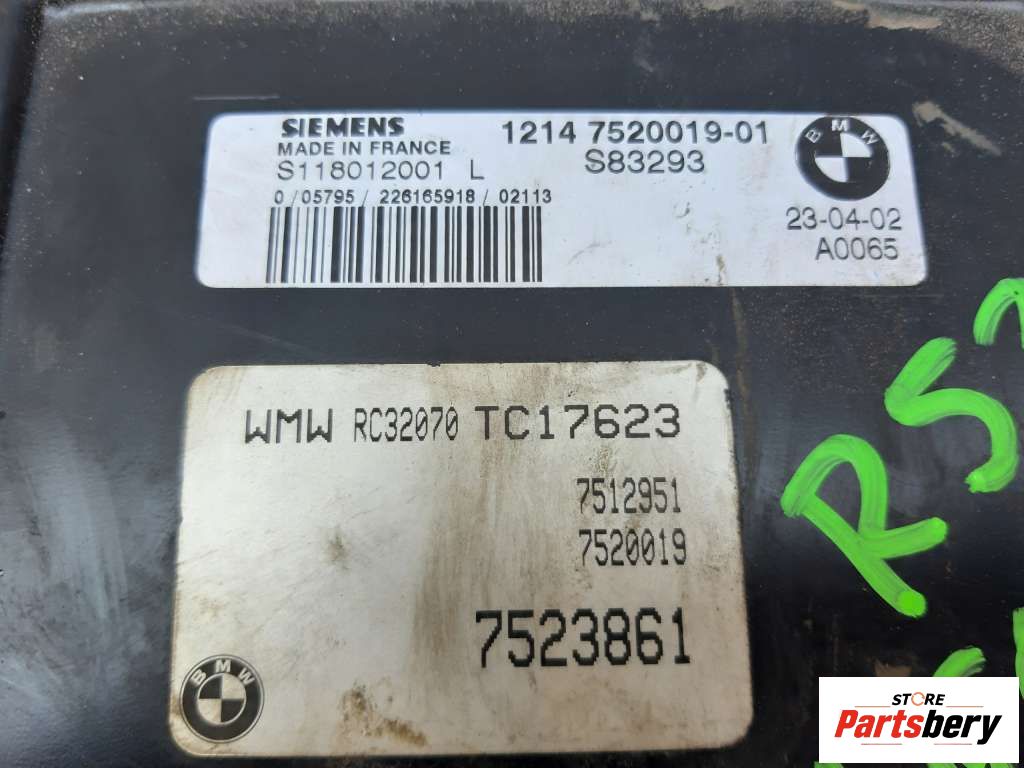 SIEMENS
MADE IN FRANCE
S118012001 L
0 / 05795 / 226165918 / 02113
1214 7520019-01
S83293
BMW
23-04-02
A0065
WMW RC32070 TC17623
7512951
7520019
7523861
BMW
RS
STORE
Partsbery